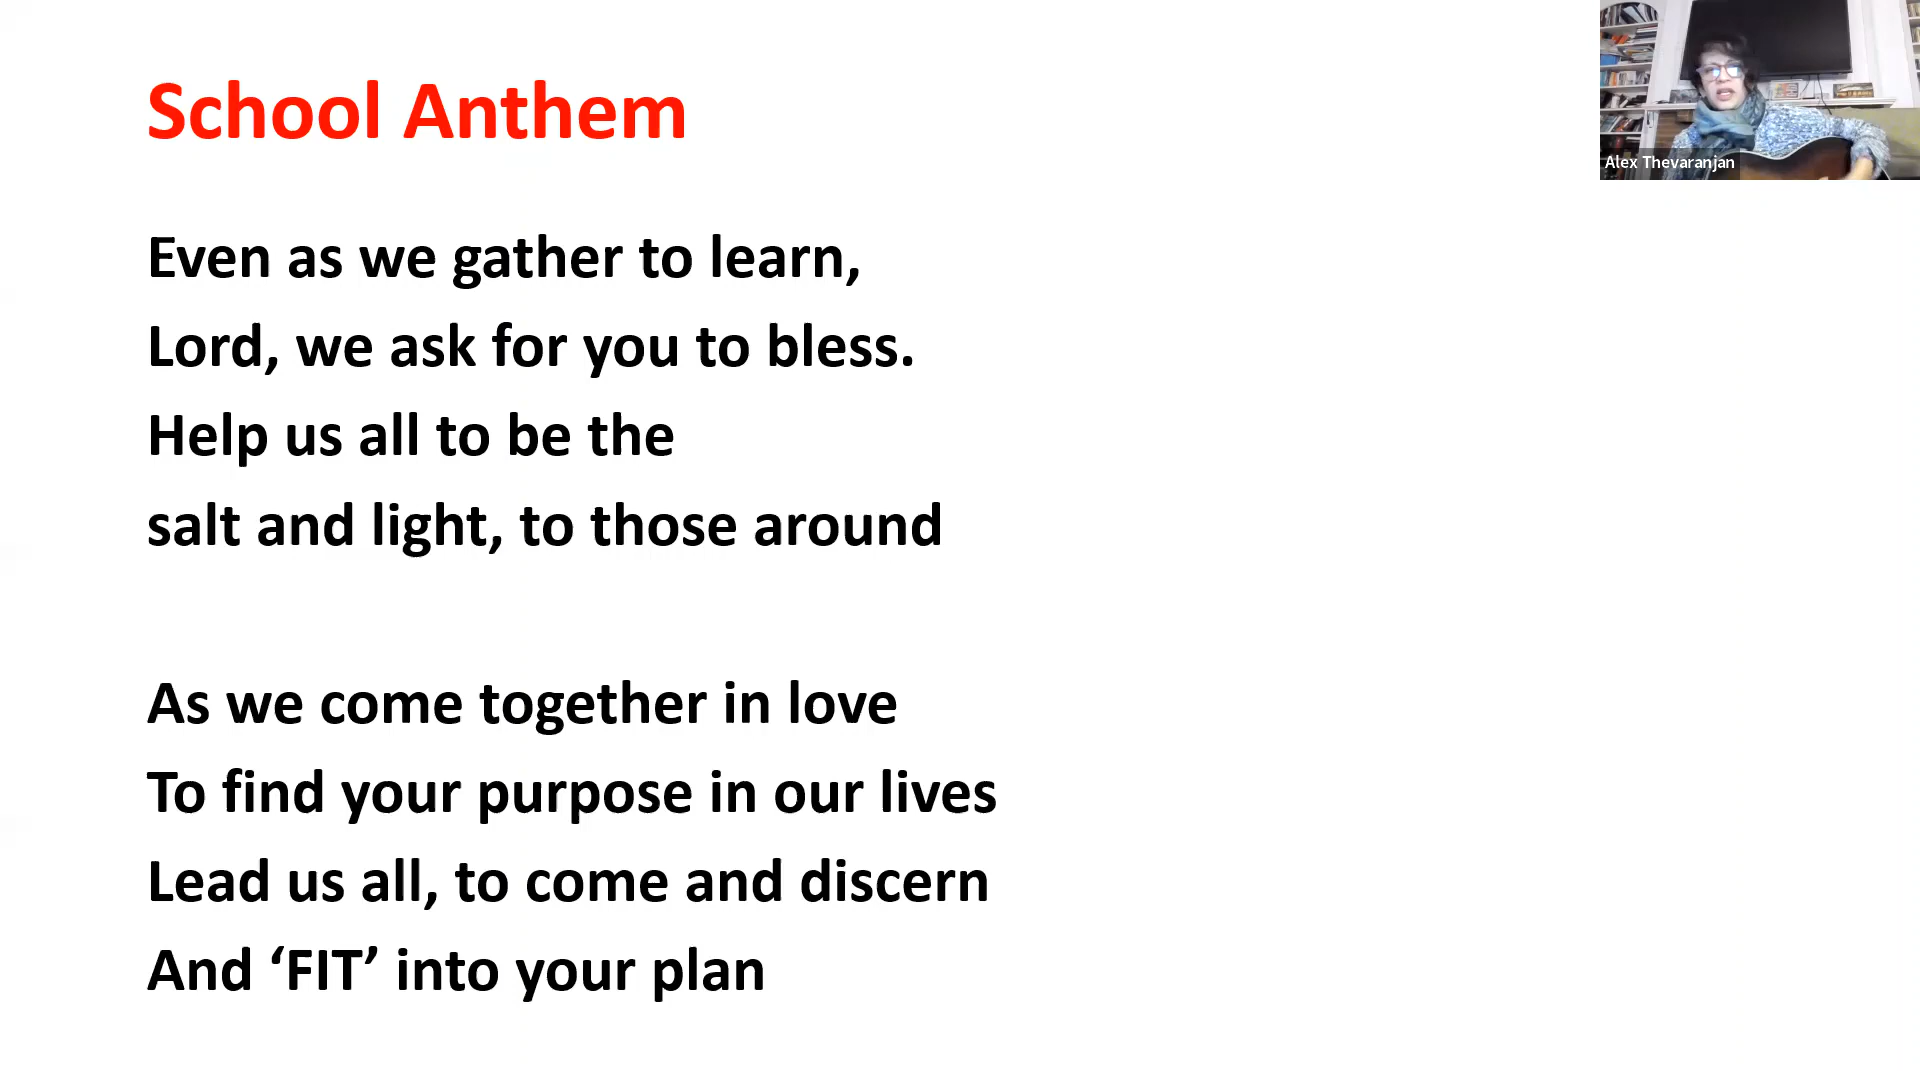 School Anthem
Alex Thevaranjan
Even as we gather to learn,
Lord, we ask for you to bless.
Help us all to be the
salt and light, to those around
As we come together in love
To find your purpose in our lives
Lead us all, to come and discern
And ‘FIT’ into your plan